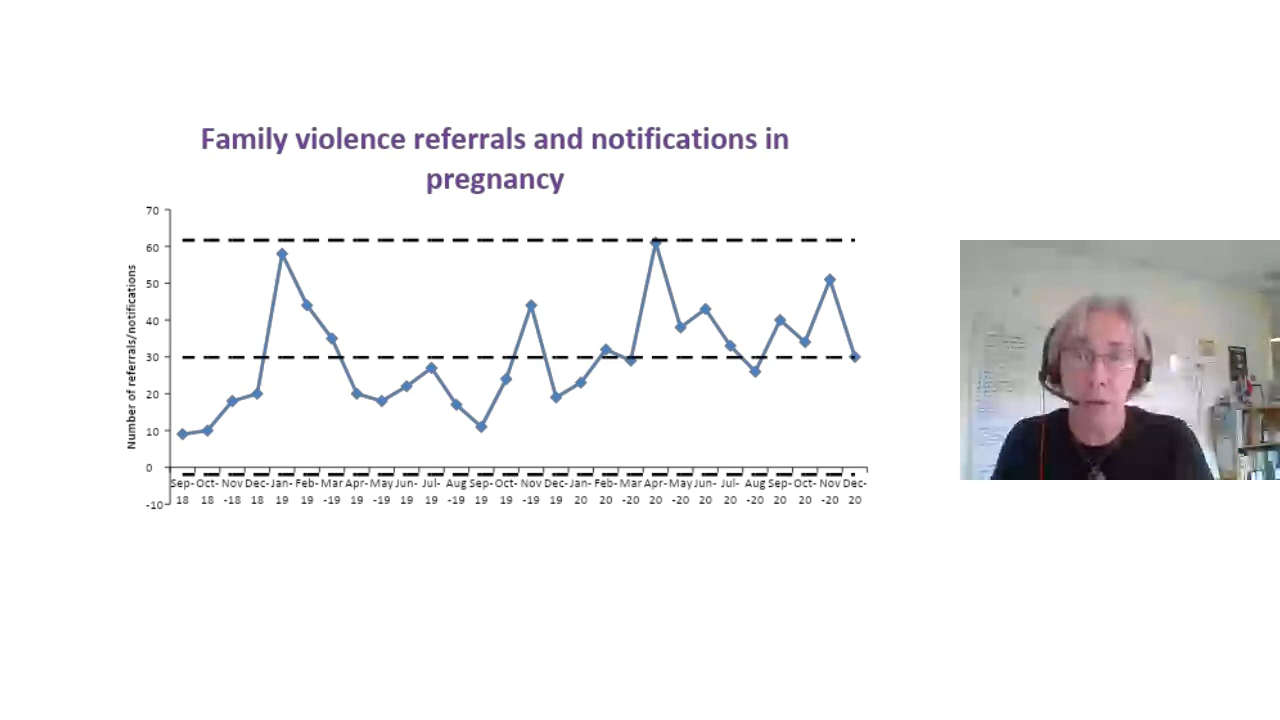 Family violence referrals and notifications in
pregnancy
Number of referrals/notifications
70
60
50
40
30
20
10
0
-10
Sep- Oct- Nov Dec- Jan- Feb- Mar Apr- May Jun- Jul- Aug Sep- Oct- Nov Dec- Jan- Feb- Mar Apr- May Jun- Jul- Aug Sep- Oct- Nov Dec-
18 18 -18 18 19 19 -19 19 -19 19 19 -19 19 19 -19 19 20 20 -20 20 -20 20 20 -20 20 20 -20 20